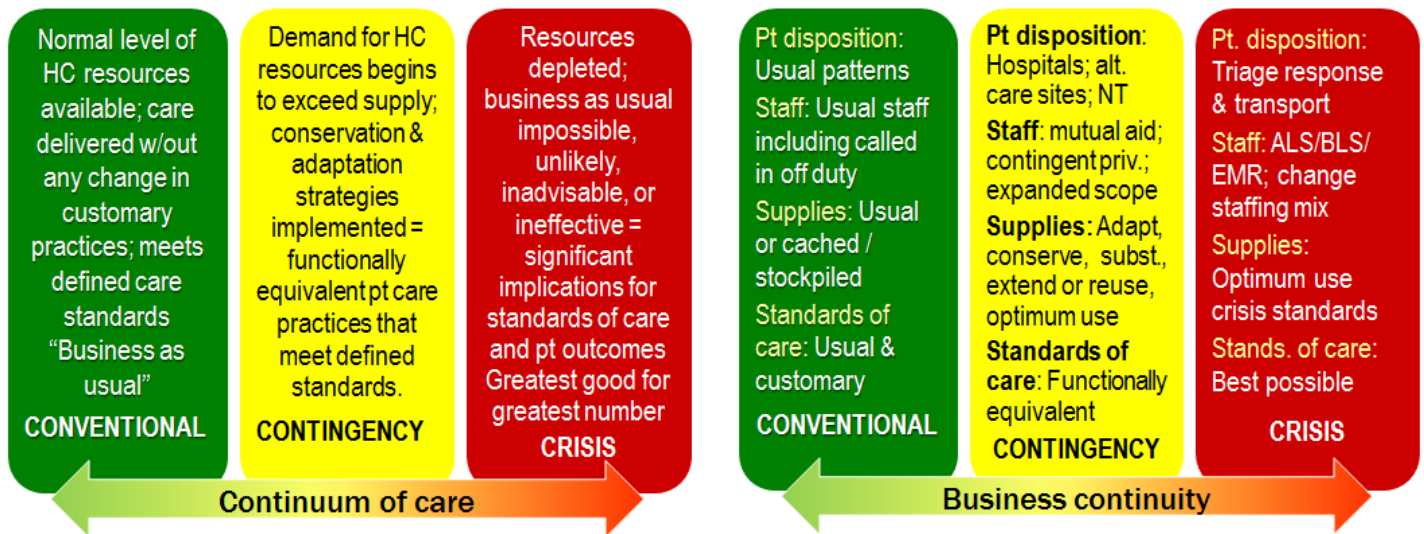 Normal level of
HC resources
available; care
delivered w/out
any change in
customary
practices; meets
defined care
standards
“Business as
usual”
CONVENTIONAL
Demand for HC
resources begins
to exceed supply;
conservation &
adaptation
strategies
implemented =
functionally
equivalent pt care
practices that
meet defined
standards.
CONTINGENCY
Resources
depleted;
business as usual
impossible,
unlikely,
inadvisable, or
ineffective =
significant
implications for
standards of care
and pt outcomes
Greatest good for
greatest number
CRISIS
Continuum of care
Pt disposition:
Usual patterns
Staff: Usual staff
including called
in off duty
Supplies: Usual
or cached /
stockpiled
Standards of
care: Usual &
customary
CONVENTIONAL
Pt disposition:
Hospitals; alt.
care sites; NT
Staff: mutual aid;
contingent priv.;
expanded scope
Supplies: Adapt,
conserve, subst.,
extend or reuse,
optimum use
Standards of
care: Functionally
equivalent
CONTINGENCY
Pt. disposition:
Triage response
& transport
Staff: ALS/BLS/
EMR; change
staffing mix
Supplies:
Optimum use
crisis standards
Stands. of care:
Best possible
CRISIS
Business continuity